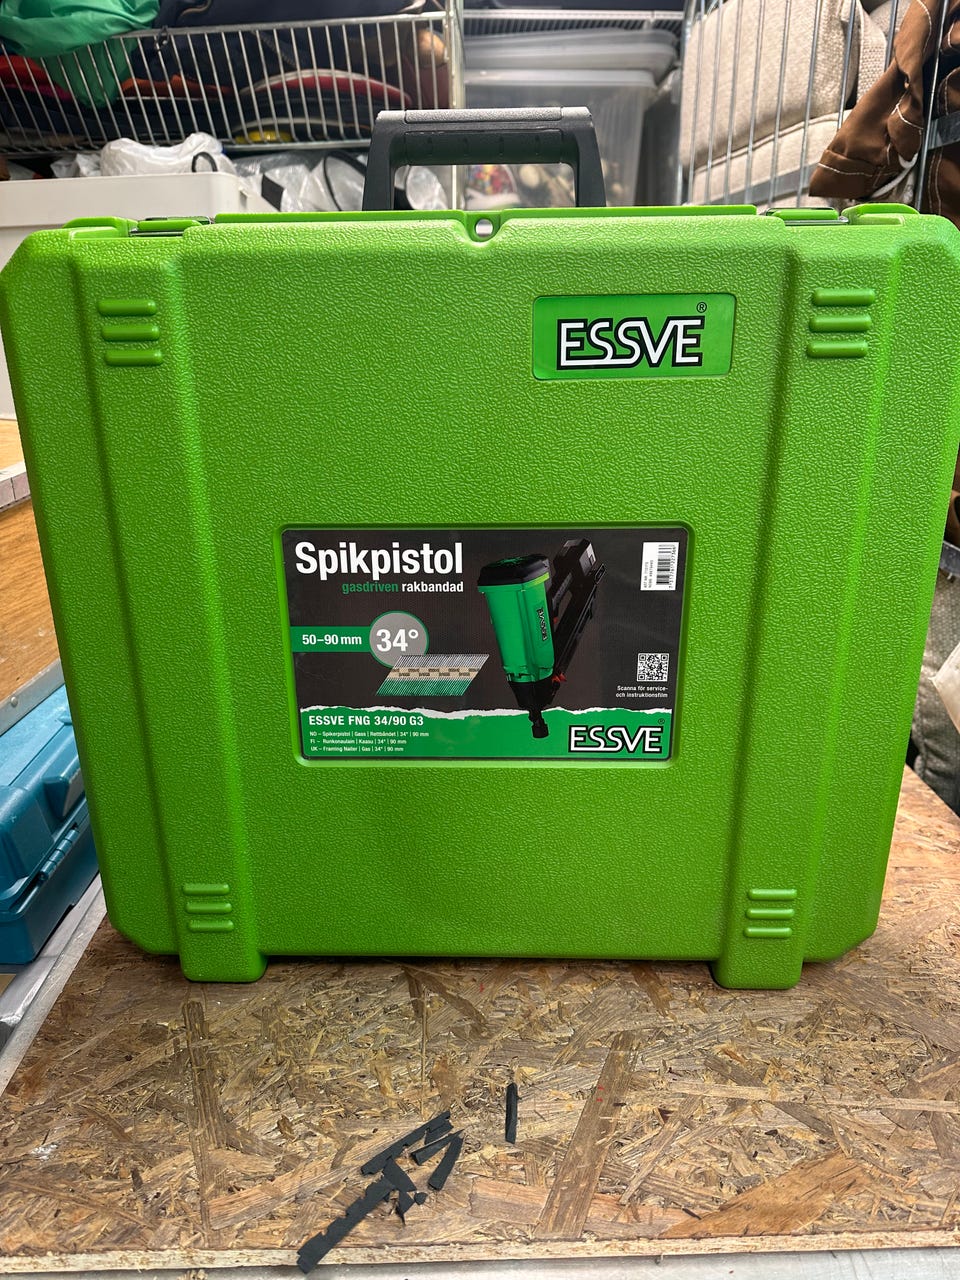 ESSVE®
Spikpistol
gasdriven rakbandad
50–90 mm
34°
ESSVE
Scanna för service-
och instruktionsfilm
ESSVE FNG 34/90 G3
NO – Spikerpistol | Gass | Rettbåndet | 34° | 90 mm
FI – Runkonaulain | Kaasu | 34° | 90 mm
UK – Framing Nailer | Gas | 34° | 90 mm
ESSVE®